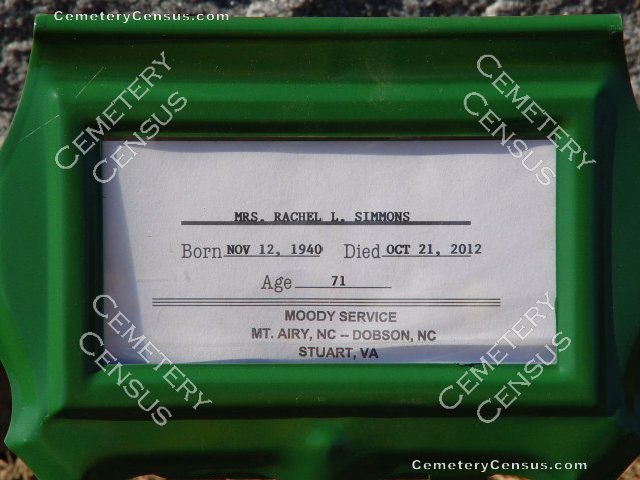 CemeteryCensus.com
CEMETERY
CENSUS
CEMETERY
CENSUS
MRS. RACHEL L. SIMMONS
Born NOV 12, 1940 Died OCT 21, 2012
Age 71
MOODY SERVICE
MT. AIRY, NC – DOBSON, NC
STUART, VA
CEMETERY
CENSUS
CEMETERY
CENSUS
CemeteryCensus.com